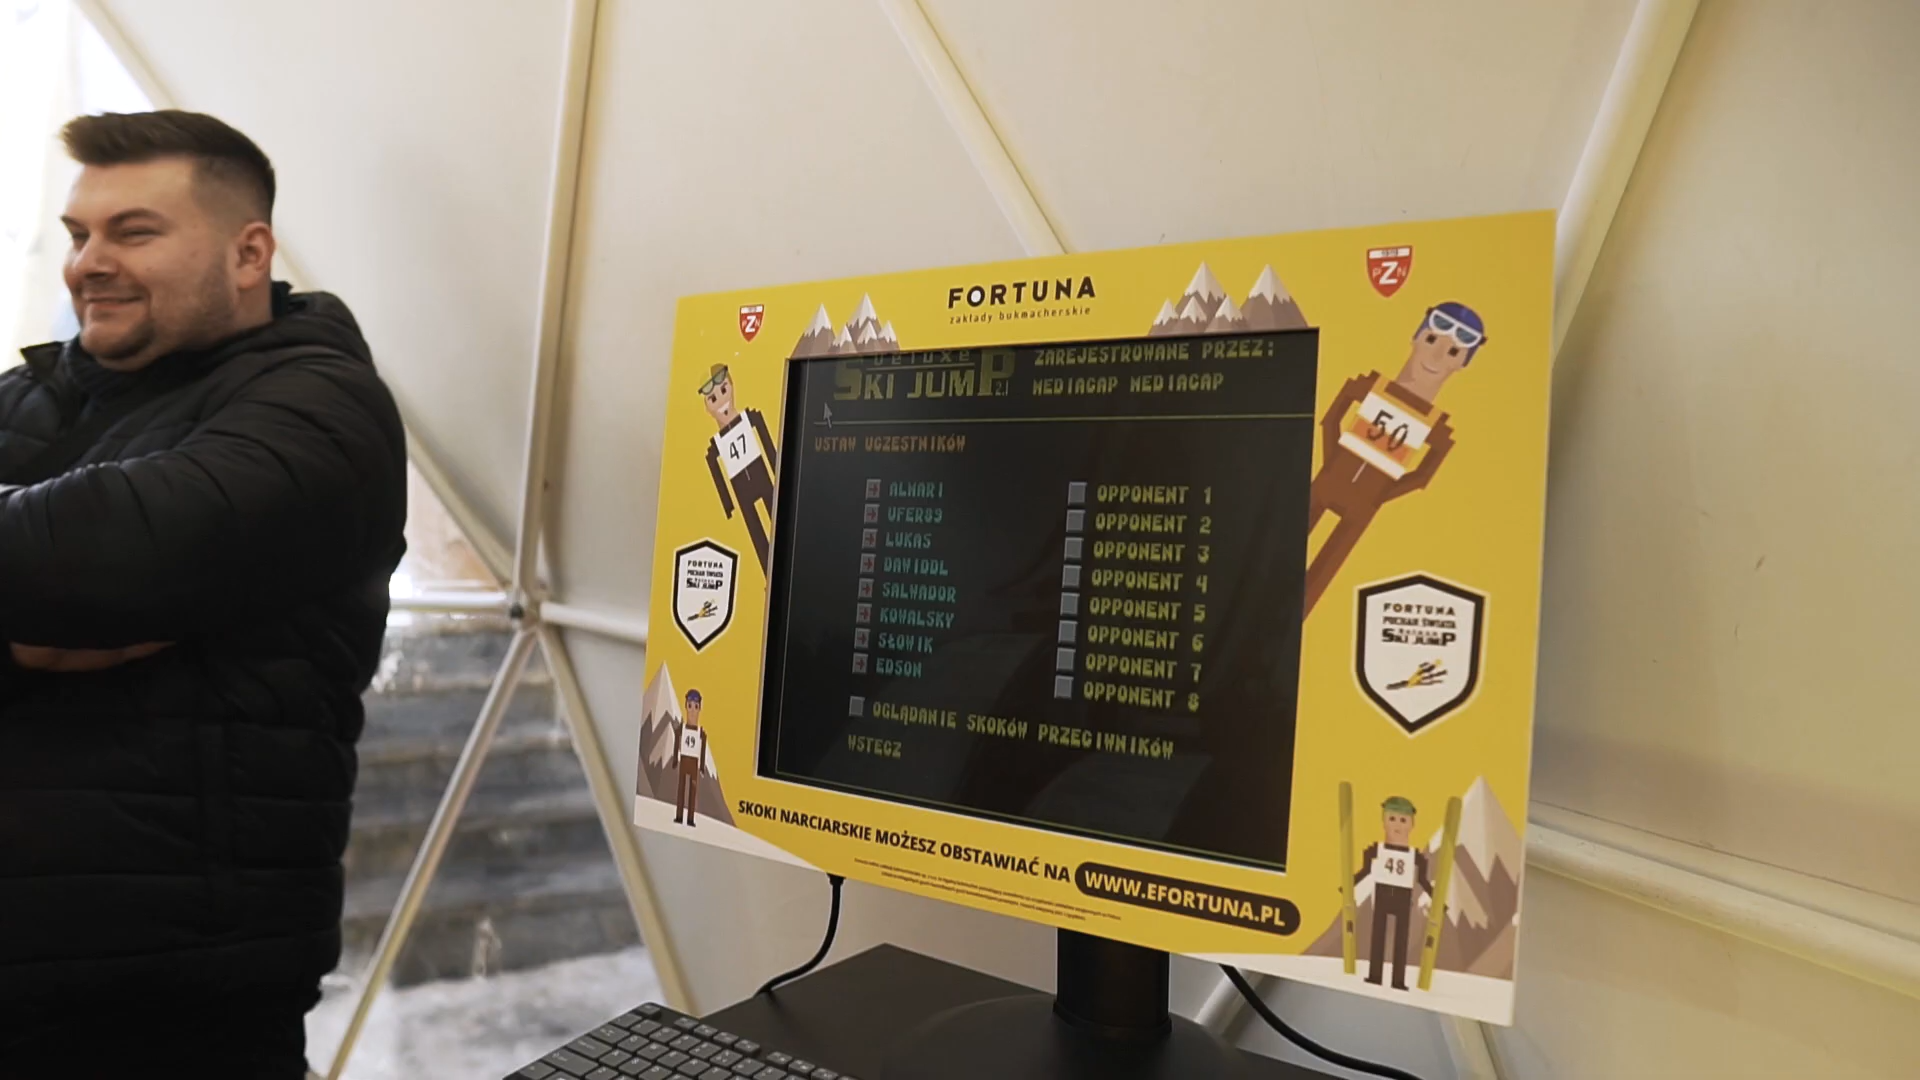 FORTUNA
zakłady bukmacherskie
1919
PZN
PZN
Deluxe
SKI JUMP 2.1
ZAREJESTROWANE PRZEZ:
MEDIACAP MEDIACAP
USTAW UCZESTNIKÓW
ALMARI
UFER89
LUKAS
DAWIDDL
SALWADOR
KOWALSKY
SŁOWIK
EDSON
OPPONENT 1
OPPONENT 2
OPPONENT 3
OPPONENT 4
OPPONENT 5
OPPONENT 6
OPPONENT 7
OPPONENT 8
OGLĄDANIE SKOKÓW PRZECIWNIKÓW
WSTECZ
47
50
49
48
FORTUNA
PUCHAR ŚWIATA
SKI JUMP
FORTUNA
PUCHAR ŚWIATA
SKI JUMP
SKOKI NARCIARSKIE MOŻESZ OBSTAWIAĆ NA WWW.EFORTUNA.PL